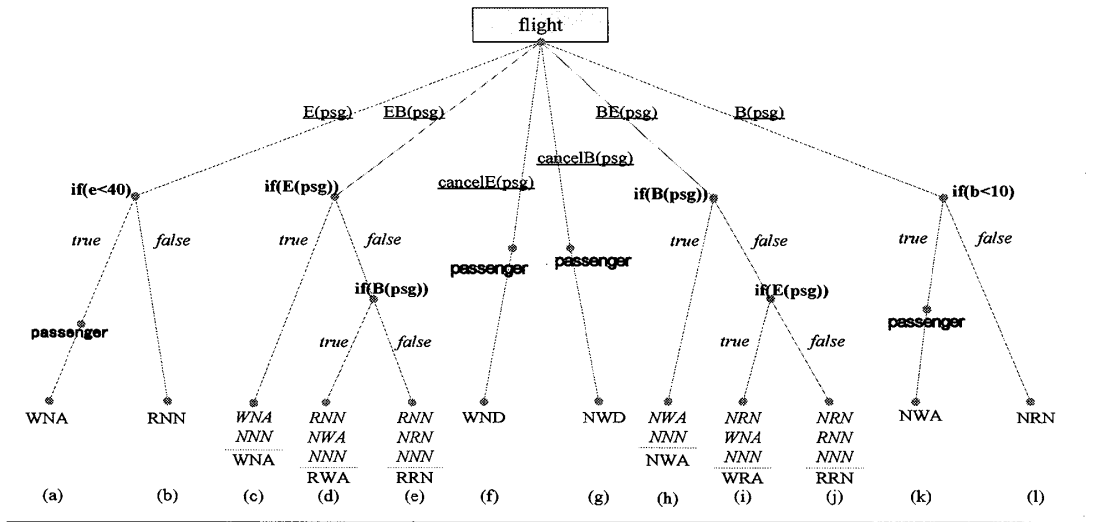 flight
E(psg) EB(psg) BE(psg) B(psg)
cancelB(psg)
cancelE(psg)
if(e<40) if(E(psg)) if(B(psg)) if(b<10)
true false true false true false true false
passenger passenger
if(B(psg)) if(E(psg))
passenger passenger
true false true false
WNA RNN WNA RNN RNN WND NWD NWA NRN NRN NWA NRN
NNN NWA NRN NNN WNA RNN
WNA NNN NNN NWA NNN NNN
RWA RRN WRA RRN
(a) (b) (c) (d) (e) (f) (g) (h) (i) (j) (k) (l)